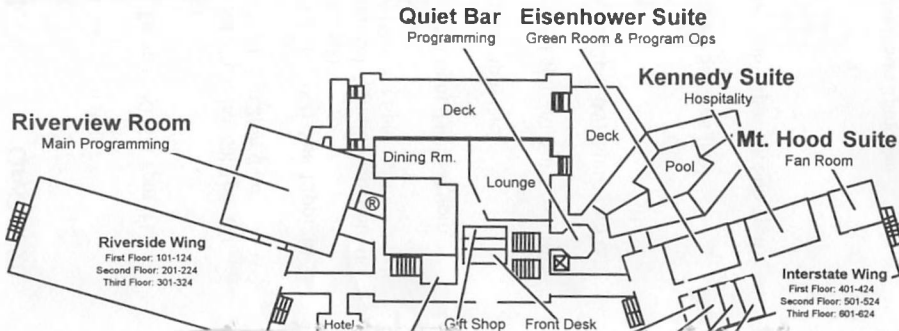 Quiet Bar
Programming
Eisenhower Suite
Green Room & Program Ops
Kennedy Suite
Hospitality
Riverview Room
Main Programming
Mt. Hood Suite
Fan Room
Deck
Deck
Dining Rm.
Lounge
Pool
®
Riverside Wing
First Floor: 101-124
Second Floor: 201-224
Third Floor: 301-324
Interstate Wing
First Floor: 401-424
Second Floor: 501-524
Third Floor: 601-624
Hotel
Gift Shop
Front Desk